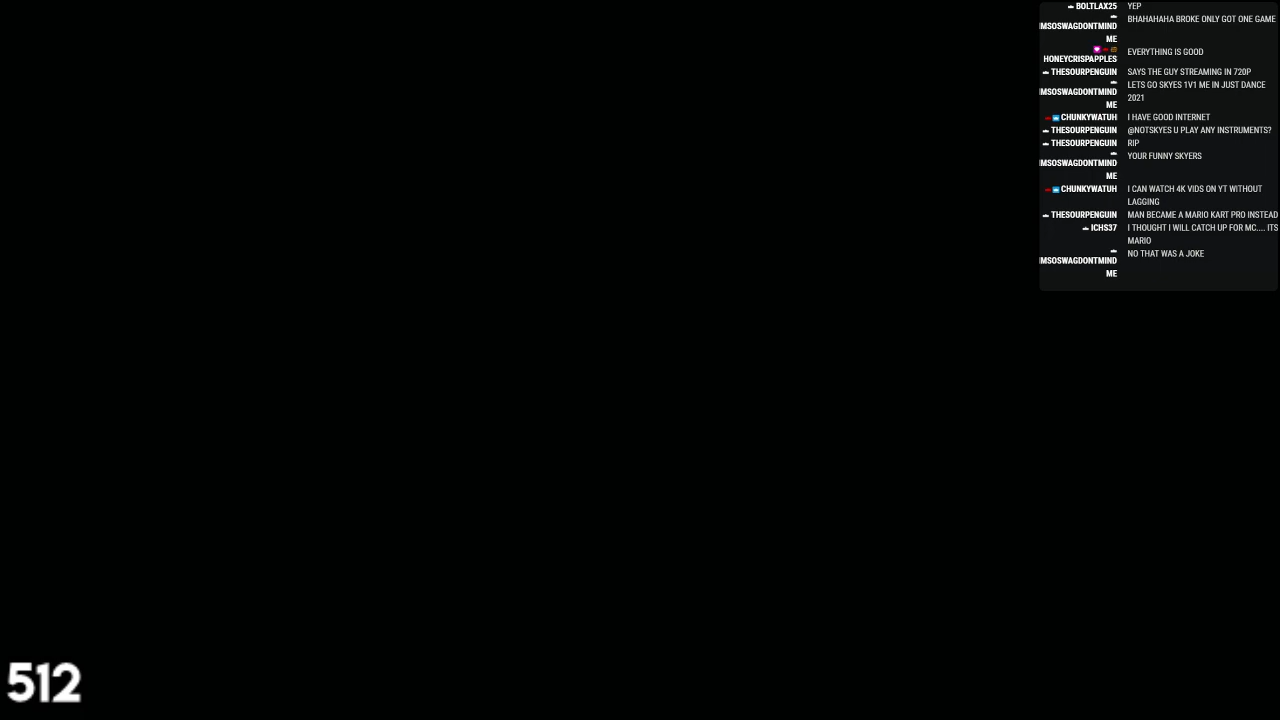 BOLTLAX25 YEP
BHAHAHAHA BROKE ONLY GOT ONE GAME
IMSOSWAGDONTMIND
ME
EVERYTHING IS GOOD
HONEYCRISPAPPLES
THESOURPENGUIN SAYS THE GUY STREAMING IN 720P
LETS GO SKYES 1V1 ME IN JUST DANCE
IMSOSWAGDONTMIND
2021
ME
CHUNKYWATUH I HAVE GOOD INTERNET
THESOURPENGUIN @NOTSKYES U PLAY ANY INSTRUMENTS?
THESOURPENGUIN RIP
YOUR FUNNY SKYERS
IMSOSWAGDONTMIND
ME
CHUNKYWATUH I CAN WATCH 4K VIDS ON YT WITHOUT
LAGGING
THESOURPENGUIN MAN BECAME A MARIO KART PRO INSTEAD
ICHS37 I THOUGHT I WILL CATCH UP FOR MC.... ITS
MARIO
NO THAT WAS A JOKE
IMSOSWAGDONTMIND
ME
512